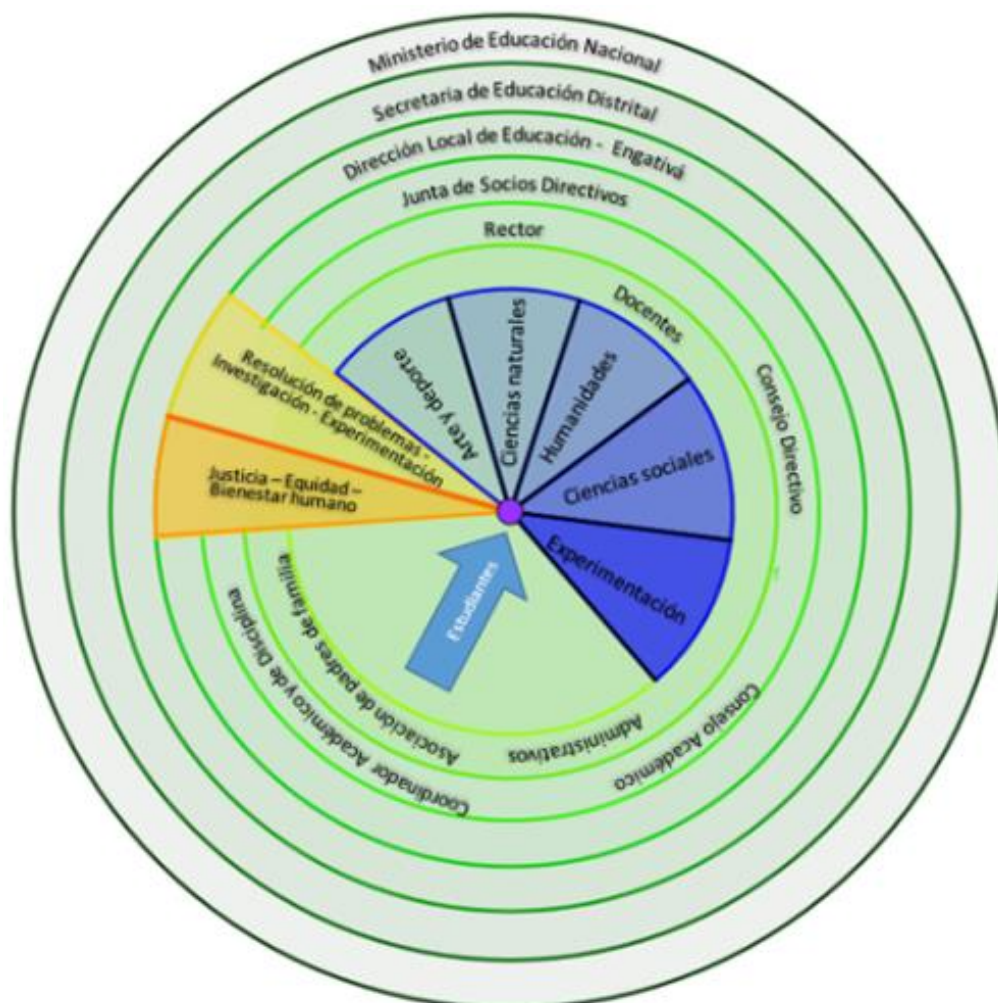 Ministerio de Educación Nacional
Secretaria de Educación Distrital
Dirección Local de Educación - Engativá
Junta de Socios Directivos
Rector
Docentes
Consejo Directivo
Arte y deporte
Ciencias naturales
Humanidades
Ciencias sociales
Experimentación
Resolución de problemas -
Investigación - Experimentación
Justicia – Equidad –
Bienestar humano
Estudiantes
Asociación de padres de familia
Administrativos
Coordinador Académico y de Disciplina
Consejo Académico